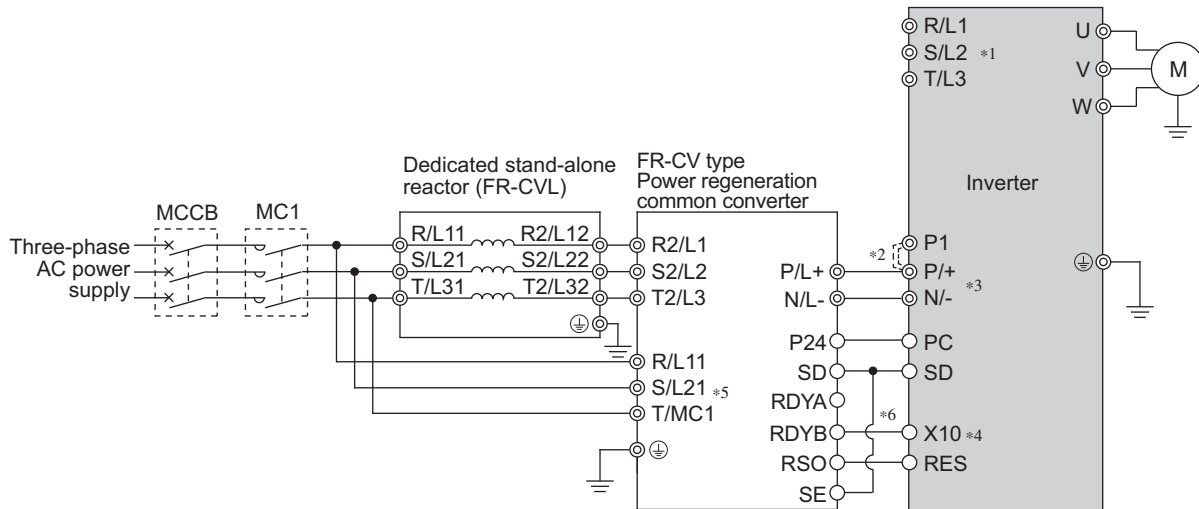 R/L1
S/L2 *1
T/L3
U
V
W
M
Dedicated stand-alone
reactor (FR-CVL)
FR-CV type
Power regeneration
common converter
Inverter
MCCB
MC1
Three-phase
AC power
supply
R/L11
R2/L12
S/L21
S2/L22
T/L31
T2/L32
R2/L1
S2/L2
T2/L3
P/L+
N/L-
P1
*2
P/+
*3
N/-
P24
PC
R/L11
SD
SD
S/L21 *5
RDYA
T/MC1
*6
RDYB
X10 *4
RSO
RES
SE